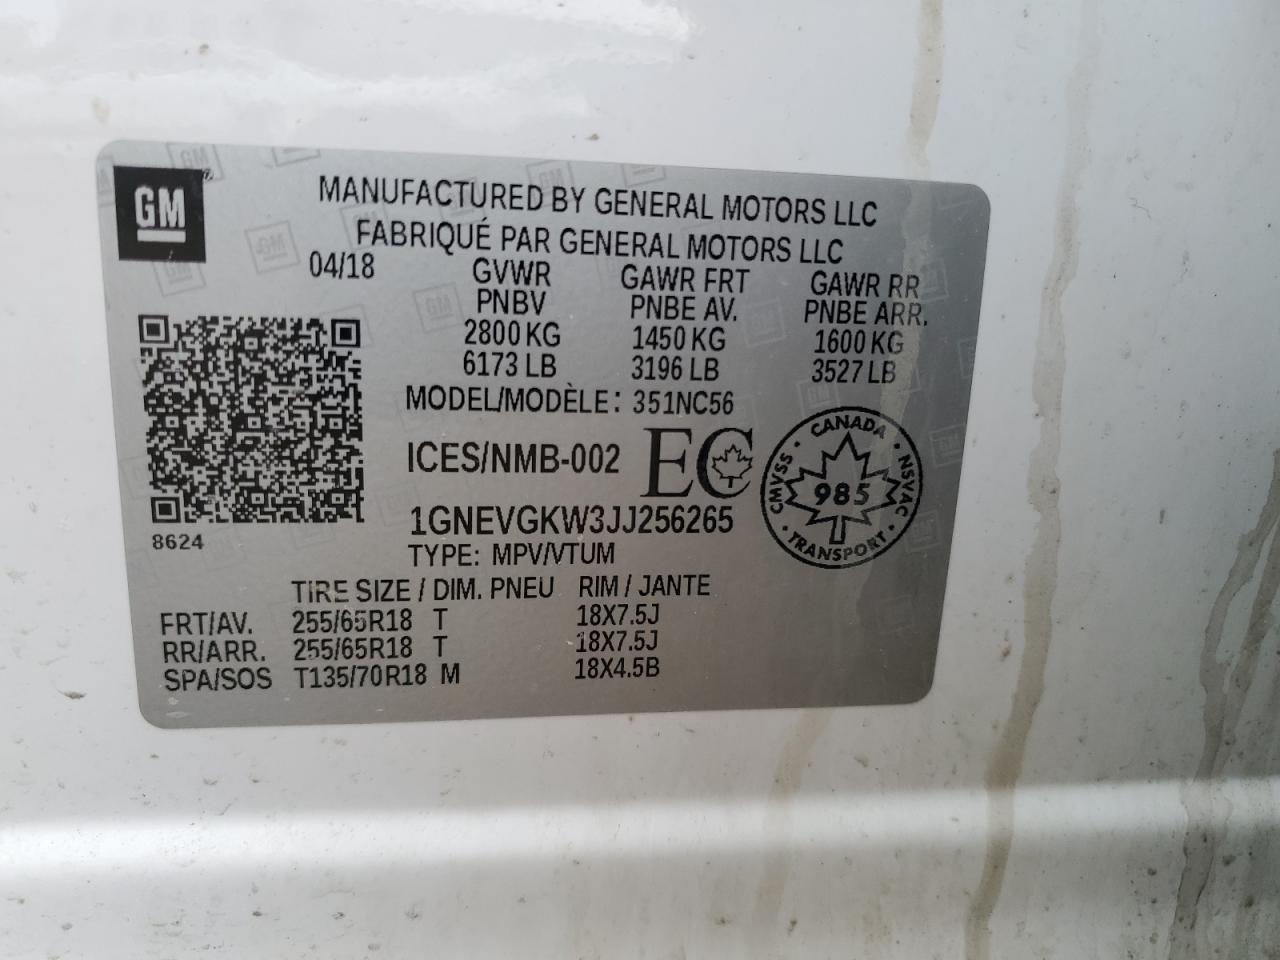 GM
MANUFACTURED BY GENERAL MOTORS LLC
FABRIQUÉ PAR GENERAL MOTORS LLC
04/18 GVWR GAWR FRT GAWR RR
PNBV PNBE AV. PNBE ARR.
2800 KG 1450 KG 1600 KG
6173 LB 3196 LB 3527 LB
MODEL/MODÈLE: 351NC56
ICES/NMB-002 EC
CANADA
CMVSS 985 NSVAC
TRANSPORT
1GNEVGKW3JJ256265
8624
TYPE: MPV/VTUM
TIRE SIZE / DIM. PNEU RIM / JANTE
FRT/AV. 255/65R18 T 18X7.5J
RR/ARR. 255/65R18 T 18X7.5J
SPA/SOS T135/70R18 M 18X4.5B